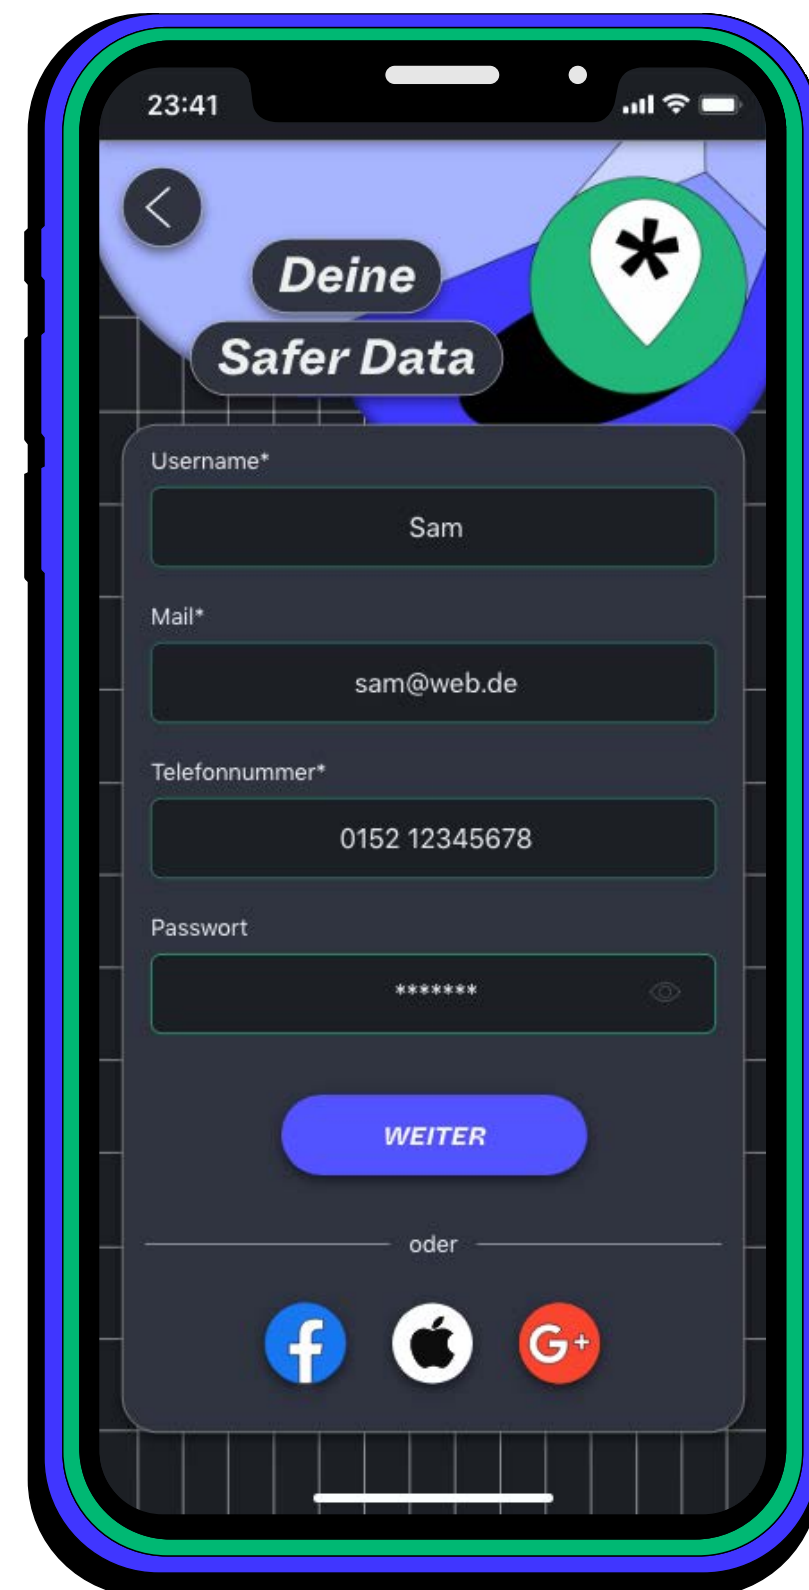 23:41
Deine
Safer Data
*
Username*
Sam
Mail*
sam@web.de
Telefonnummer*
0152 12345678
Passwort
*******
WEITER
oder
f G+